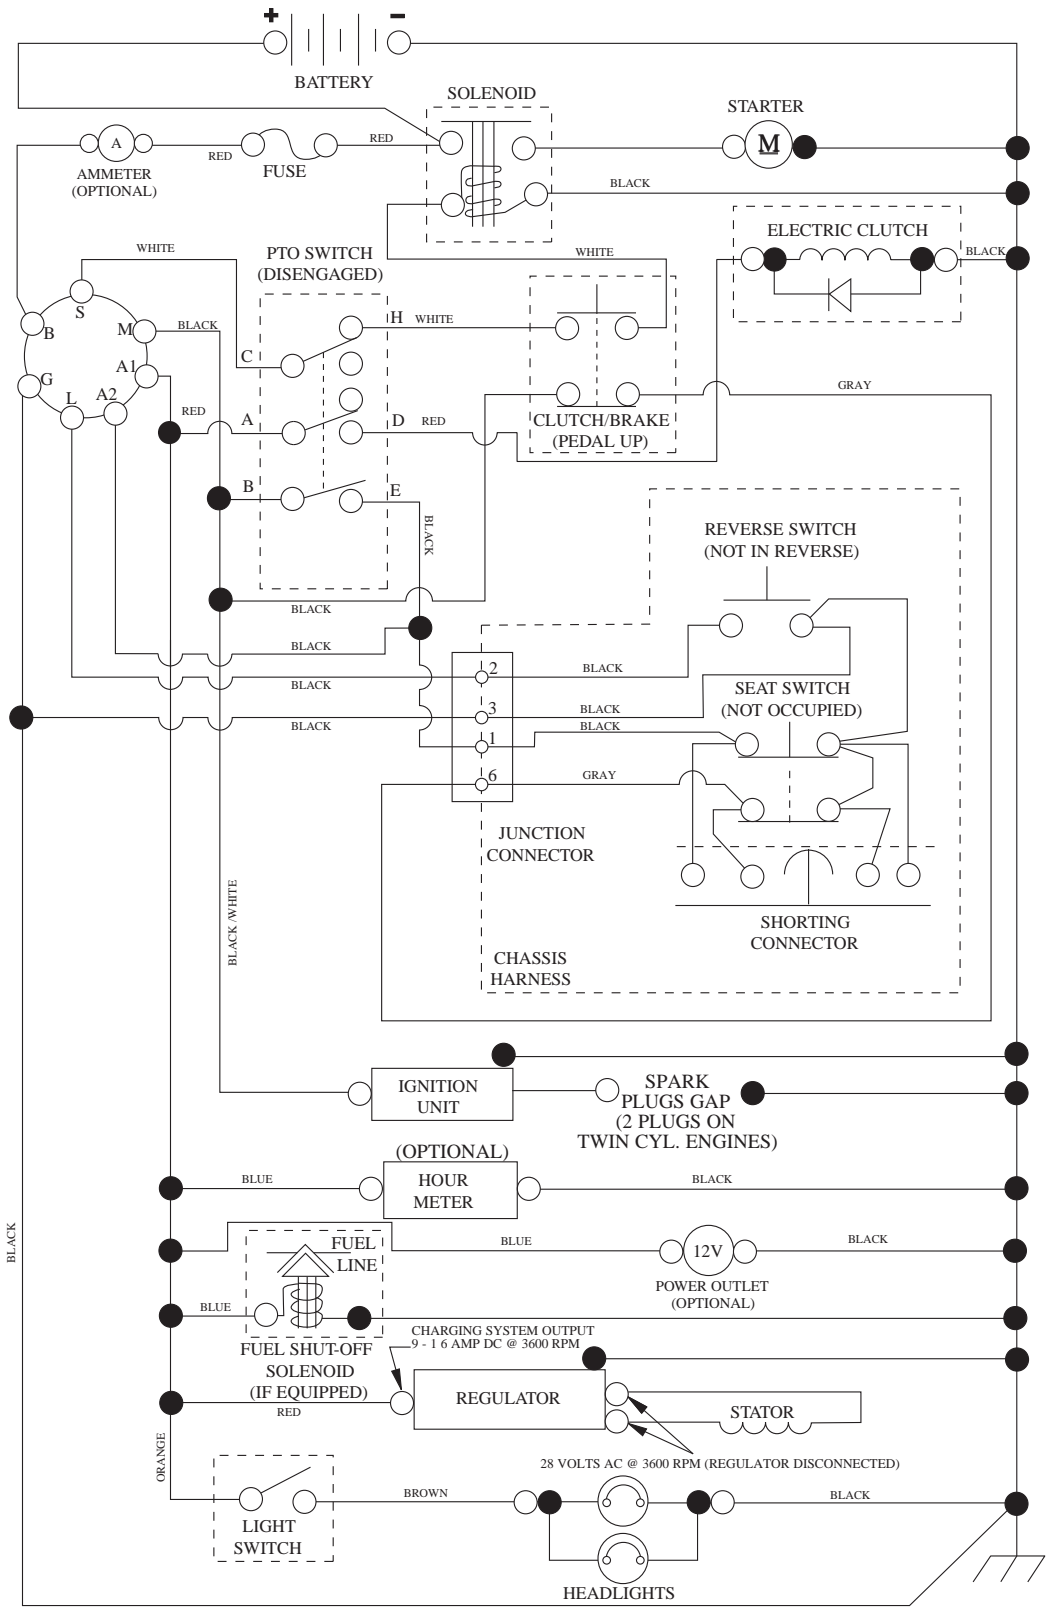 + −
BATTERY
SOLENOID
STARTER
M
RED
A
RED
FUSE
AMMETER
(OPTIONAL)
BLACK
ELECTRIC CLUTCH
BLACK
WHITE
PTO SWITCH
(DISENGAGED)
WHITE
S
B
M
BLACK
H
WHITE
C
A1
G
L
A2
RED
A
D
RED
GRAY
CLUTCH/BRAKE
(PEDAL UP)
B
E
BLACK
REVERSE SWITCH
(NOT IN REVERSE)
BLACK
BLACK
2
BLACK
BLACK
SEAT SWITCH
(NOT OCCUPIED)
3
BLACK
BLACK
BLACK
1
6
GRAY
JUNCTION
CONNECTOR
SHORTING
CONNECTOR
BLACK /WHITE
CHASSIS
HARNESS
IGNITION
UNIT
SPARK
PLUGS GAP
(2 PLUGS ON
TWIN CYL. ENGINES)
(OPTIONAL)
HOUR
METER
BLUE
BLACK
BLACK
FUEL
LINE
BLUE
12V
BLACK
POWER OUTLET
(OPTIONAL)
BLUE
FUEL SHUT-OFF
SOLENOID
(IF EQUIPPED)
CHARGING SYSTEM OUTPUT
9 - 1 6 AMP DC @ 3600 RPM
RED
REGULATOR
STATOR
ORANGE
28 VOLTS AC @ 3600 RPM (REGULATOR DISCONNECTED)
BROWN
BLACK
LIGHT
SWITCH
HEADLIGHTS